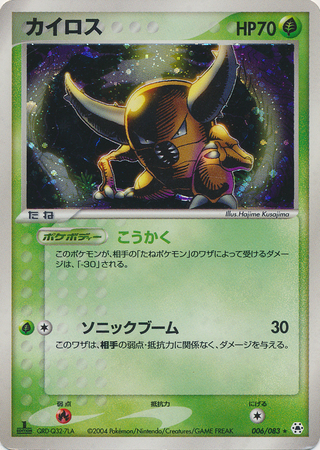 カイロス
HP70
たね
Illus.Hajime Kusajima
ポケボディー
こうかく
このポケモンが、相手の「たねポケモン」のワザによって受けるダメー
ジは、「-30」される。
ソニックブーム 30
このワザは、相手の弱点・抵抗力に関係なく、ダメージを与える。
弱点 抵抗力 にげる
1 QRD-Q32-7LA ©2004 Pokémon/Nintendo/Creatures/GAME FREAK 006/083 ★